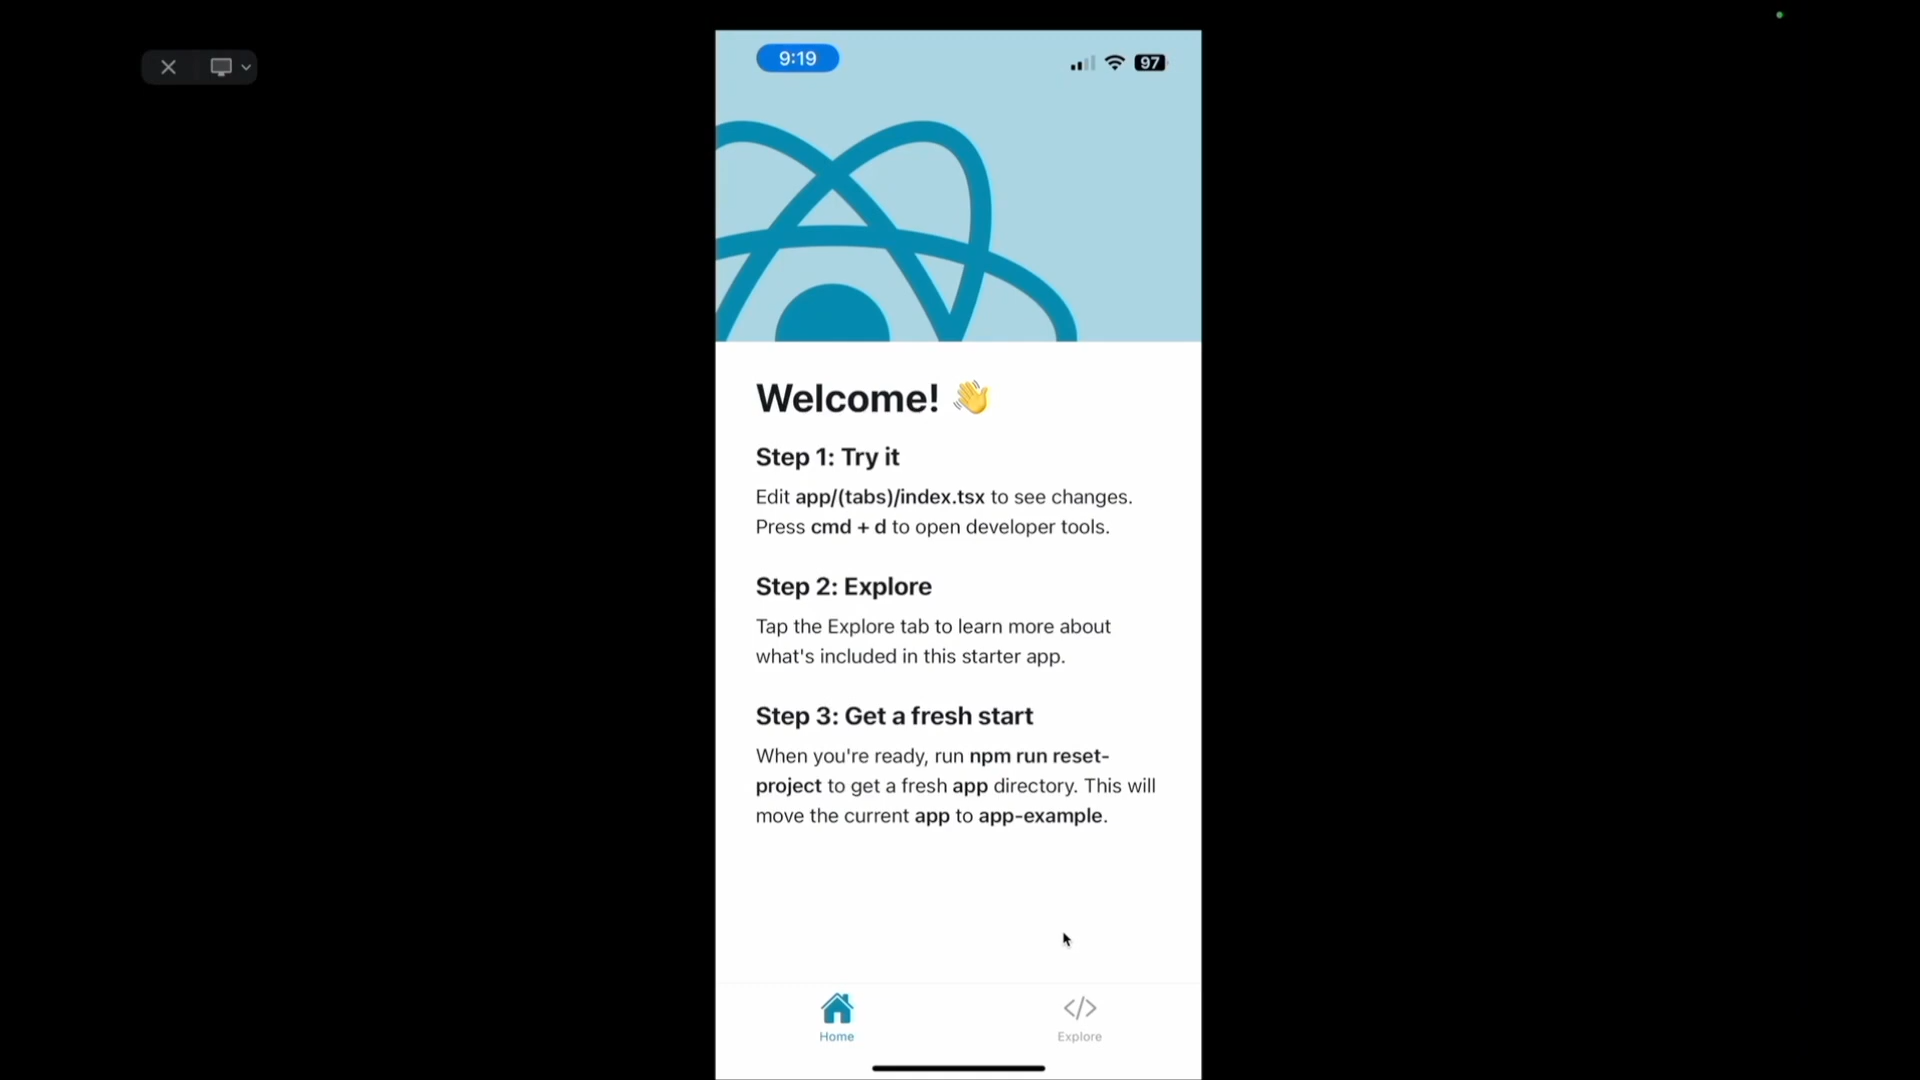 9:19
97
Welcome! 👋
Step 1: Try it
Edit app/(tabs)/index.tsx to see changes.
Press cmd + d to open developer tools.
Step 2: Explore
Tap the Explore tab to learn more about
what's included in this starter app.
Step 3: Get a fresh start
When you're ready, run npm run reset-
project to get a fresh app directory. This will
move the current app to app-example.
Home
Explore